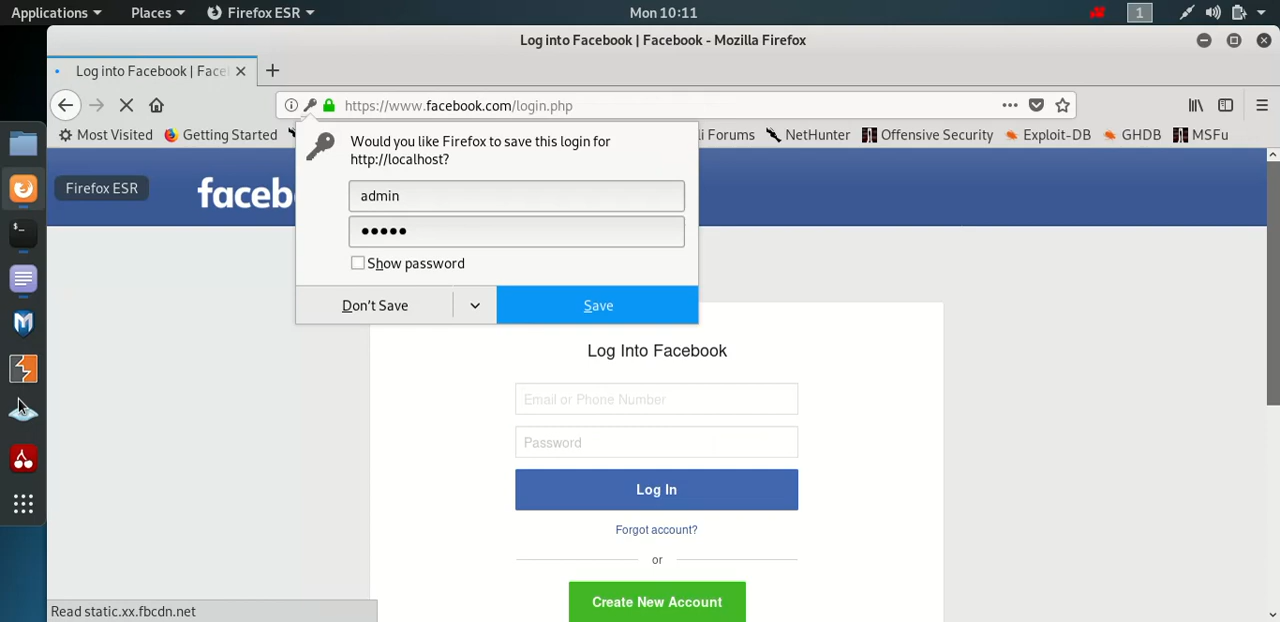 Applications Places Firefox ESR Mon 10:11 1
Log into Facebook | Facebook - Mozilla Firefox
Log into Facebook | Face
https://www.facebook.com/login.php
Most Visited Getting Started li Forums NetHunter Offensive Security Exploit-DB GHDB MSFu
Would you like Firefox to save this login for
http://localhost?
admin
●●●●●
Show password
Don't Save Save
Firefox ESR
faceb
Log Into Facebook
Email or Phone Number
Password
Log In
Forgot account?
or
Create New Account
Read static.xx.fbcdn.net